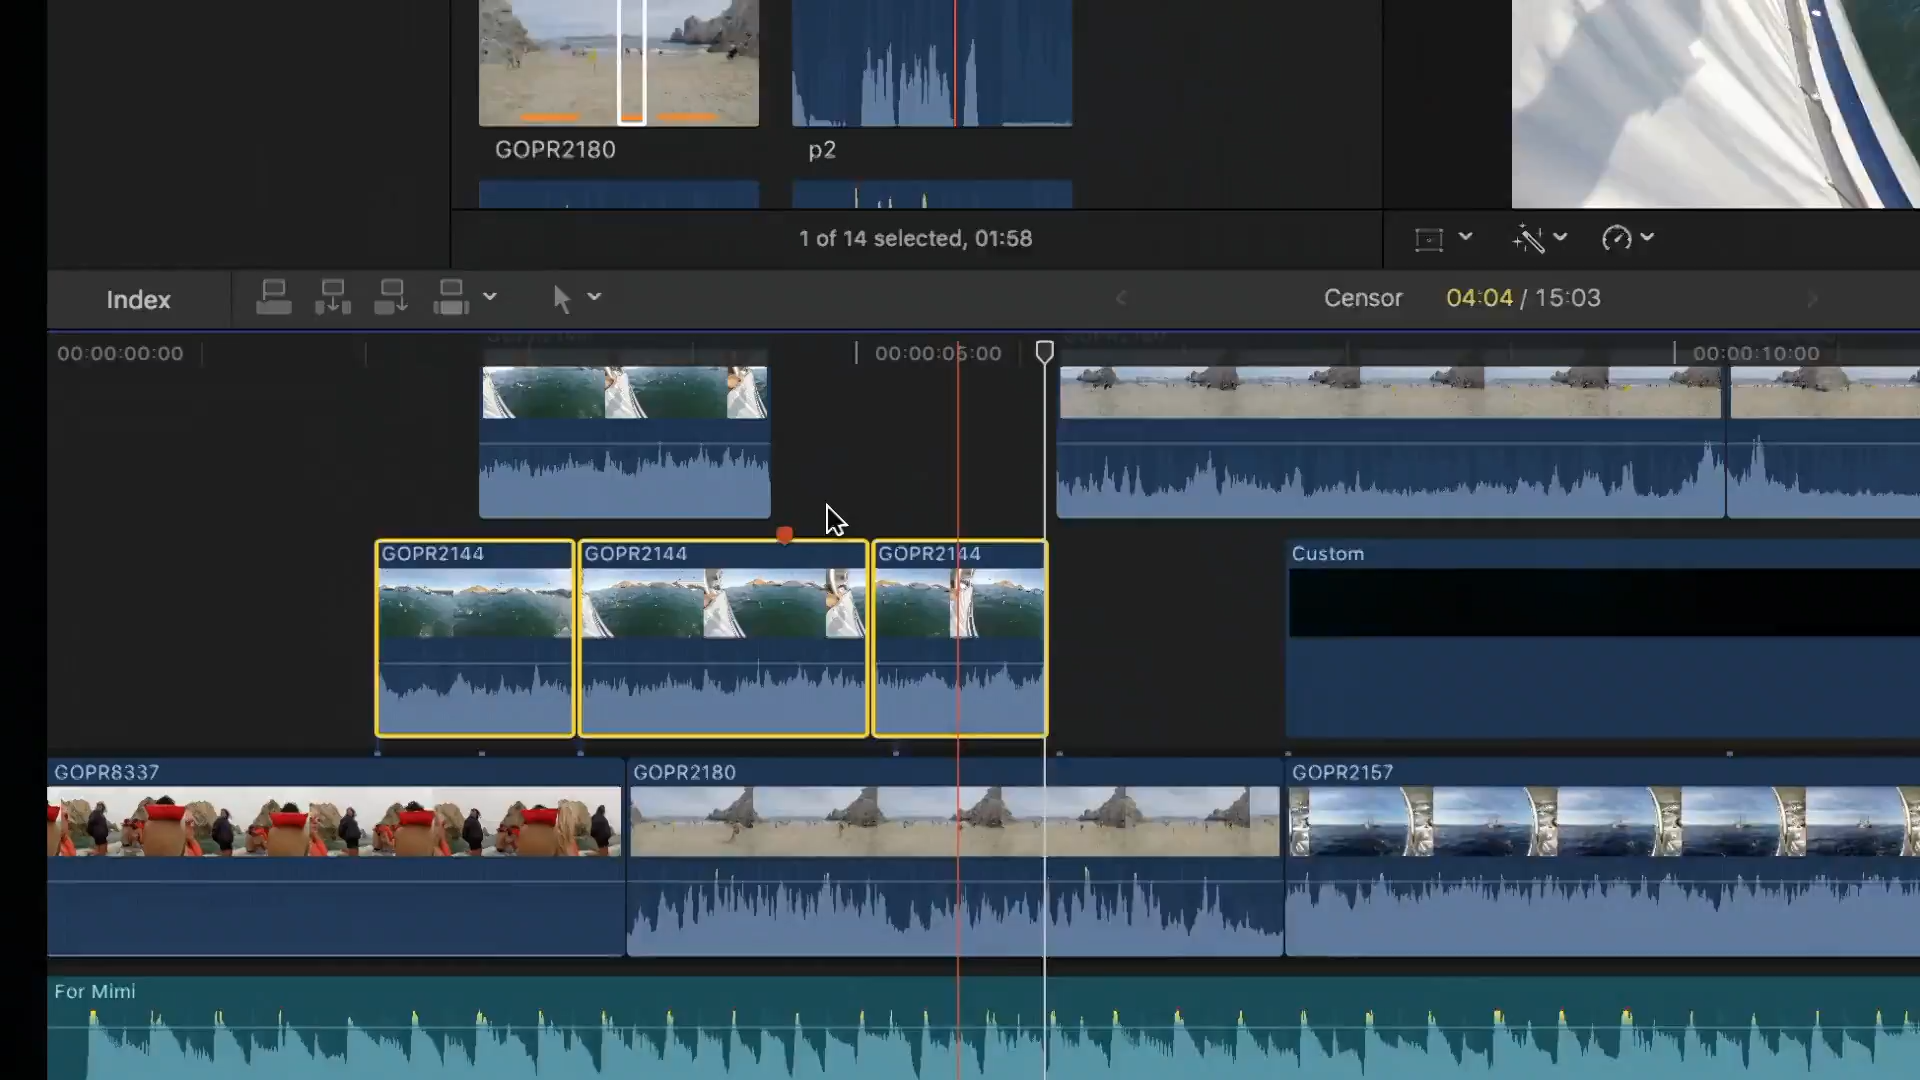 GOPR2180
p2
1 of 14 selected, 01:58
Index
Censor
04:04 / 15:03
00:00:00:00
00:00:05:00
00:00:10:00
GOPR2144
GOPR2144
GOPR2144
Custom
GOPR8337
GOPR2180
GOPR2157
For Mimi